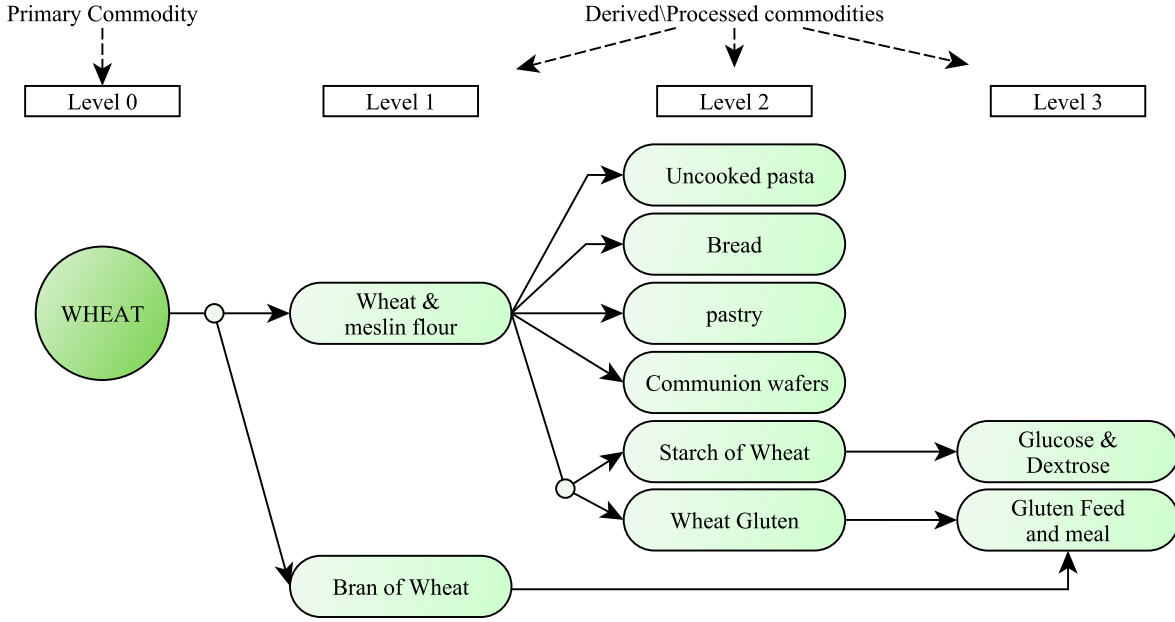 Primary Commodity
Derived\Processed commodities
Level 0
Level 1
Level 2
Level 3
Uncooked pasta
Bread
WHEAT
Wheat &
meslin flour
pastry
Communion wafers
Starch of Wheat
Glucose &
Dextrose
Wheat Gluten
Gluten Feed
and meal
Bran of Wheat